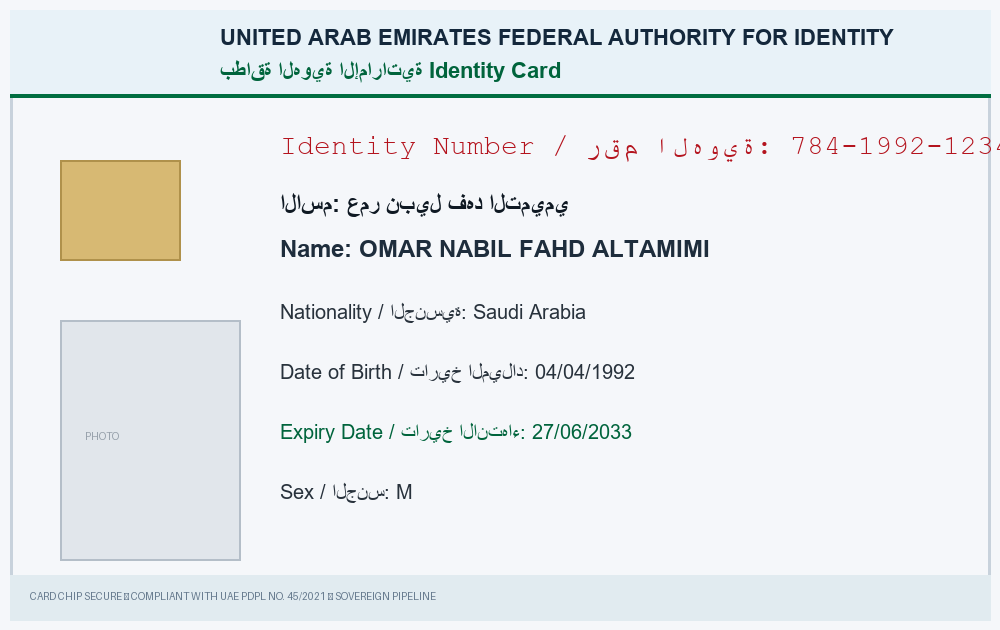 UNITED ARAB EMIRATES FEDERAL AUTHORITY FOR IDENTITY
بطاقة الهوية الإماراتية Identity Card
Identity Number / رقم الهوية: 784-1992-1234
الاسم: عمر نبيل فهد التميمي
Name: OMAR NABIL FAHD ALTAMIMI
Nationality / الجنسية: Saudi Arabia
Date of Birth / تاريخ الميلاد: 04/04/1992
Expiry Date / تاريخ الانتهاء: 27/06/2033
Sex / الجنس: M
PHOTO
CARD CHIP SECURE COMPLIANT WITH UAE PDPL NO. 45/2021 SOVEREIGN PIPELINE